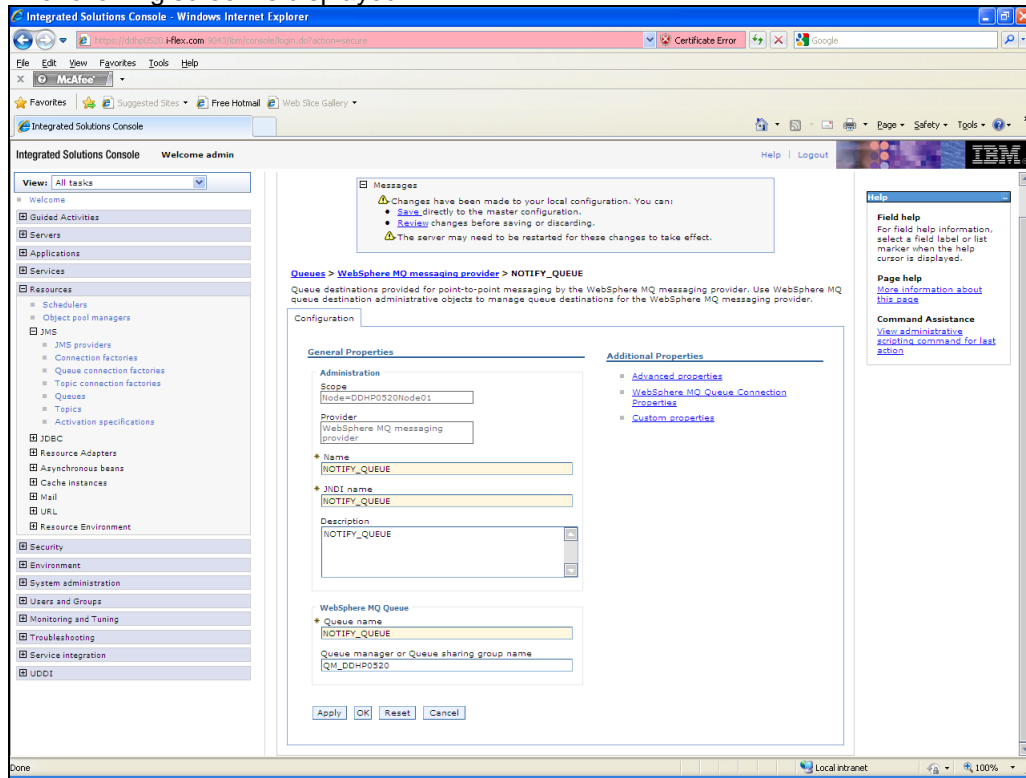 Integrated Solutions Console - Windows Internet Explorer
https://ddhp0520.i-flex.com:9043/ibm/console/login.do?action=secure
Certificate Error
Google
File Edit View Favorites Tools Help
X McAfee
Favorites Suggested Sites Free Hotmail Web Slice Gallery
Integrated Solutions Console
Page Safety Tools
Integrated Solutions Console Welcome admin
Help | Logout
IBM.
View: All tasks
Welcome
Guided Activities
Servers
Applications
Services
Resources
Schedulers
Object pool managers
JMS
JMS providers
Connection factories
Queue connection factories
Topic connection factories
Queues
Topics
Activation specifications
JDBC
Resource Adapters
Asynchronous beans
Cache instances
Mail
URL
Resource Environment
Security
Environment
System administration
Users and Groups
Monitoring and Tuning
Troubleshooting
Service integration
UDDI
Messages
Changes have been made to your local configuration. You can:
Save directly to the master configuration.
Review changes before saving or discarding.
The server may need to be restarted for these changes to take effect.
Queues > WebSphere MQ messaging provider > NOTIFY_QUEUE
Queue destinations provided for point-to-point messaging by the WebSphere MQ messaging provider. Use WebSphere MQ
queue destination administrative objects to manage queue destinations for the WebSphere MQ messaging provider.
Configuration
General Properties
Administration
Scope
Node=DDHP0520Node01
Provider
WebSphere MQ messaging
provider
* Name
NOTIFY_QUEUE
* JNDI name
NOTIFY_QUEUE
Description
NOTIFY_QUEUE
WebSphere MQ Queue
* Queue name
NOTIFY_QUEUE
Queue manager or Queue sharing group name
QM_DDHP0520
Apply OK Reset Cancel
Additional Properties
Advanced properties
WebSphere MQ Queue Connection
Properties
Custom properties
Help
Field help
For field help information,
select a field label or list
marker when the help
cursor is displayed.
Page help
More information about
this page
Command Assistance
View administrative
scripting command for last
action
Done
Local intranet
100%